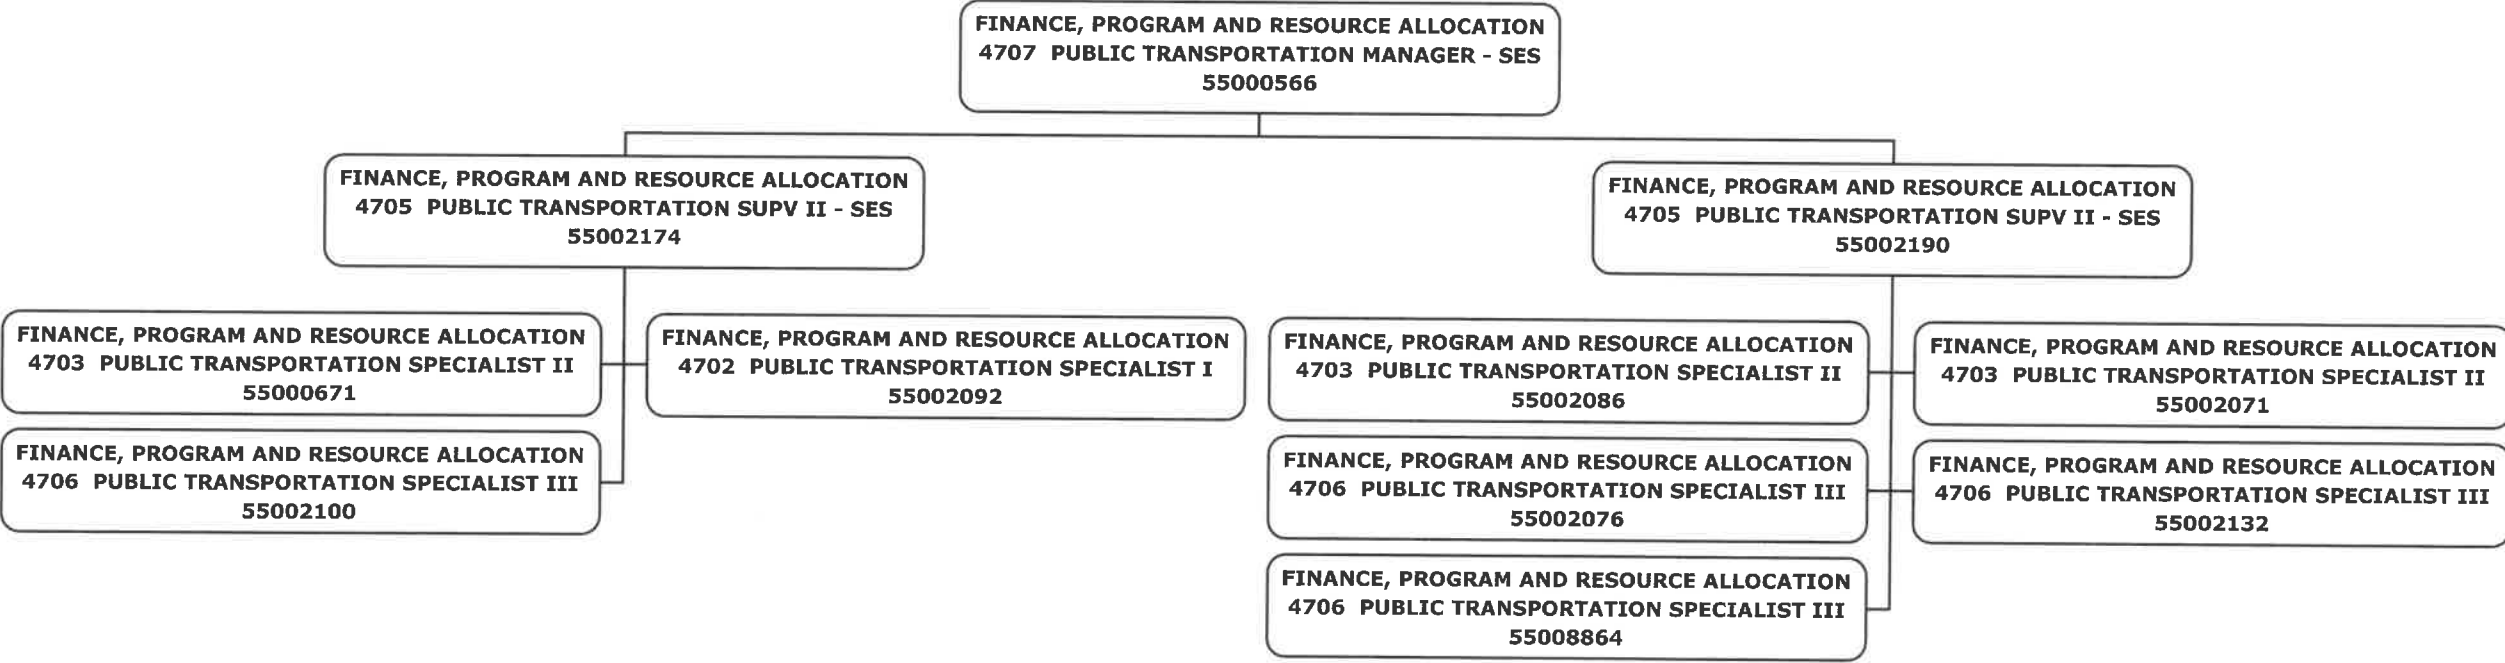 FINANCE, PROGRAM AND RESOURCE ALLOCATION
4707 PUBLIC TRANSPORTATION MANAGER - SES
55000566
FINANCE, PROGRAM AND RESOURCE ALLOCATION
4705 PUBLIC TRANSPORTATION SUPV II - SES
55002174
FINANCE, PROGRAM AND RESOURCE ALLOCATION
4705 PUBLIC TRANSPORTATION SUPV II - SES
55002190
FINANCE, PROGRAM AND RESOURCE ALLOCATION
4703 PUBLIC TRANSPORTATION SPECIALIST II
55000671
FINANCE, PROGRAM AND RESOURCE ALLOCATION
4702 PUBLIC TRANSPORTATION SPECIALIST I
55002092
FINANCE, PROGRAM AND RESOURCE ALLOCATION
4703 PUBLIC TRANSPORTATION SPECIALIST II
55002086
FINANCE, PROGRAM AND RESOURCE ALLOCATION
4703 PUBLIC TRANSPORTATION SPECIALIST II
55002071
FINANCE, PROGRAM AND RESOURCE ALLOCATION
4706 PUBLIC TRANSPORTATION SPECIALIST III
55002100
FINANCE, PROGRAM AND RESOURCE ALLOCATION
4706 PUBLIC TRANSPORTATION SPECIALIST III
55002076
FINANCE, PROGRAM AND RESOURCE ALLOCATION
4706 PUBLIC TRANSPORTATION SPECIALIST III
55002132
FINANCE, PROGRAM AND RESOURCE ALLOCATION
4706 PUBLIC TRANSPORTATION SPECIALIST III
55008864